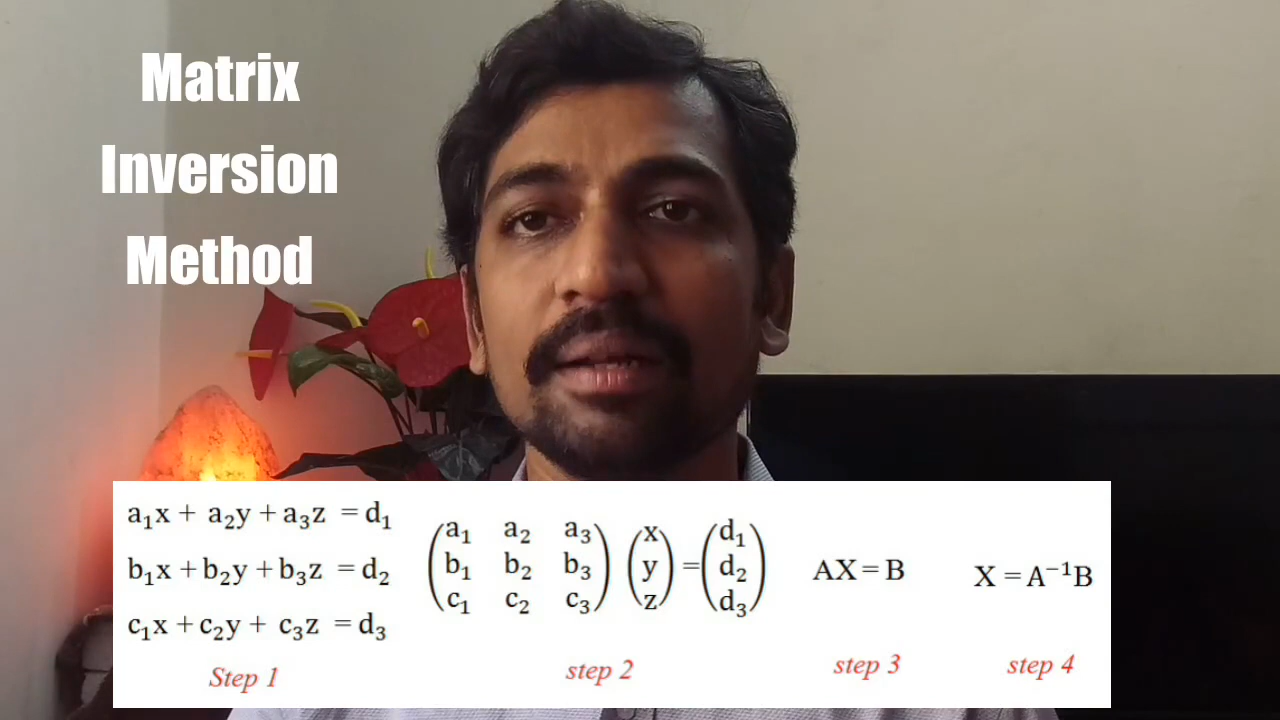 Matrix
Inversion
Method
a₁x + a₂y + a₃z = d₁
b₁x + b₂y + b₃z = d₂
c₁x + c₂y + c₃z = d₃
Step 1
(a₁ a₂ a₃) (x) (d₁)
(b₁ b₂ b₃) (y) = (d₂)
(c₁ c₂ c₃) (z) (d₃)
step 2
AX = B
step 3
X = A⁻¹B
step 4